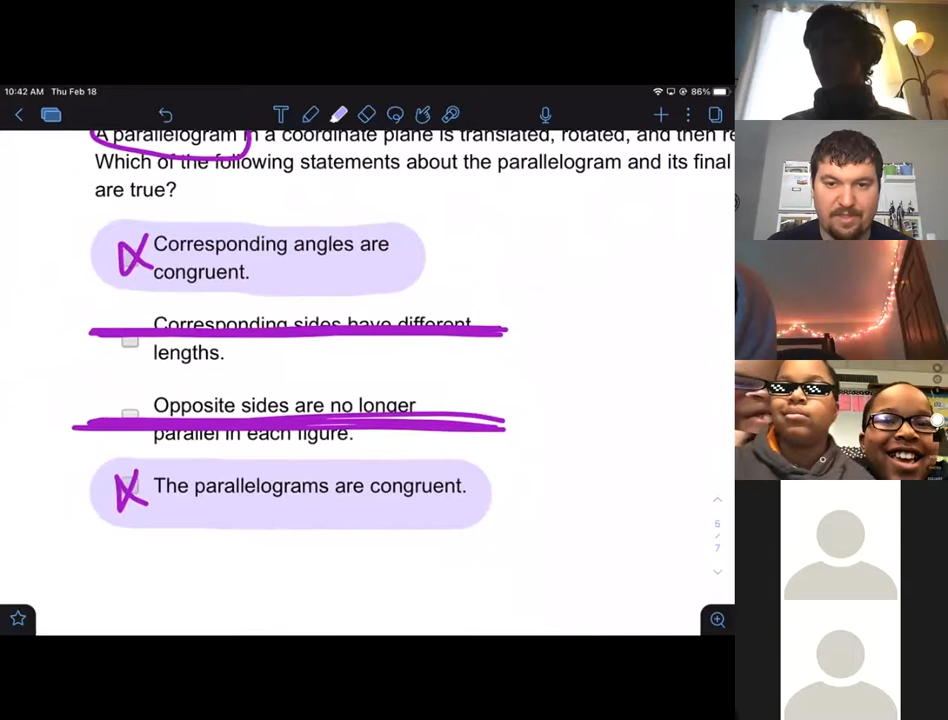 10:42 AM Thu Feb 18
86%
A parallelogram in a coordinate plane is translated, rotated, and then re
Which of the following statements about the parallelogram and its final
are true?
Corresponding angles are
congruent.
Corresponding sides have different
lengths.
Opposite sides are no longer
parallel in each figure.
The parallelograms are congruent.
5
/
7